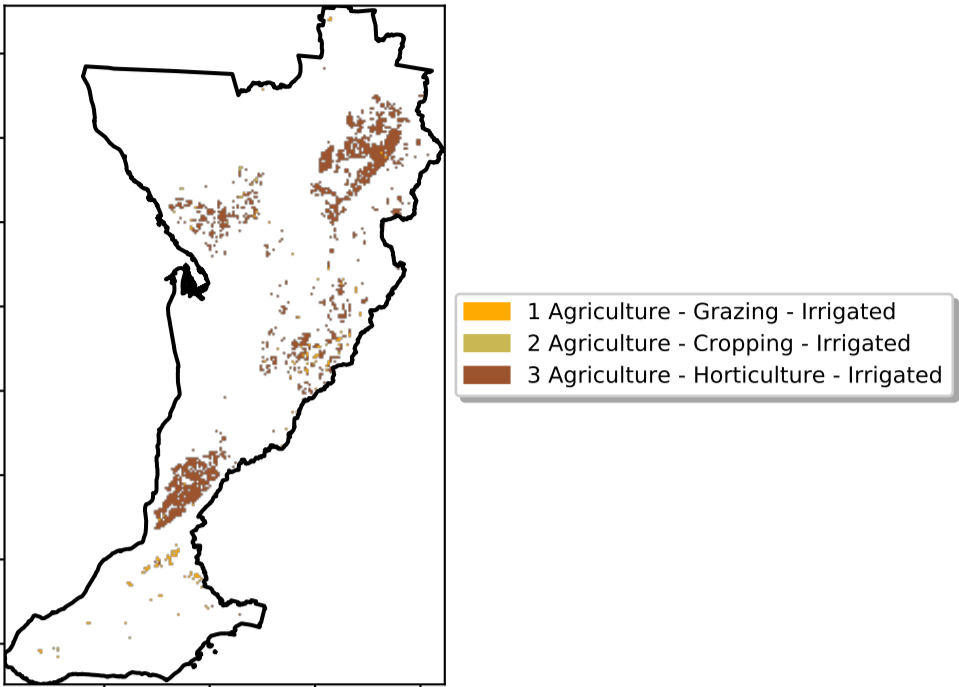 1 Agriculture - Grazing - Irrigated
2 Agriculture - Cropping - Irrigated
3 Agriculture - Horticulture - Irrigated